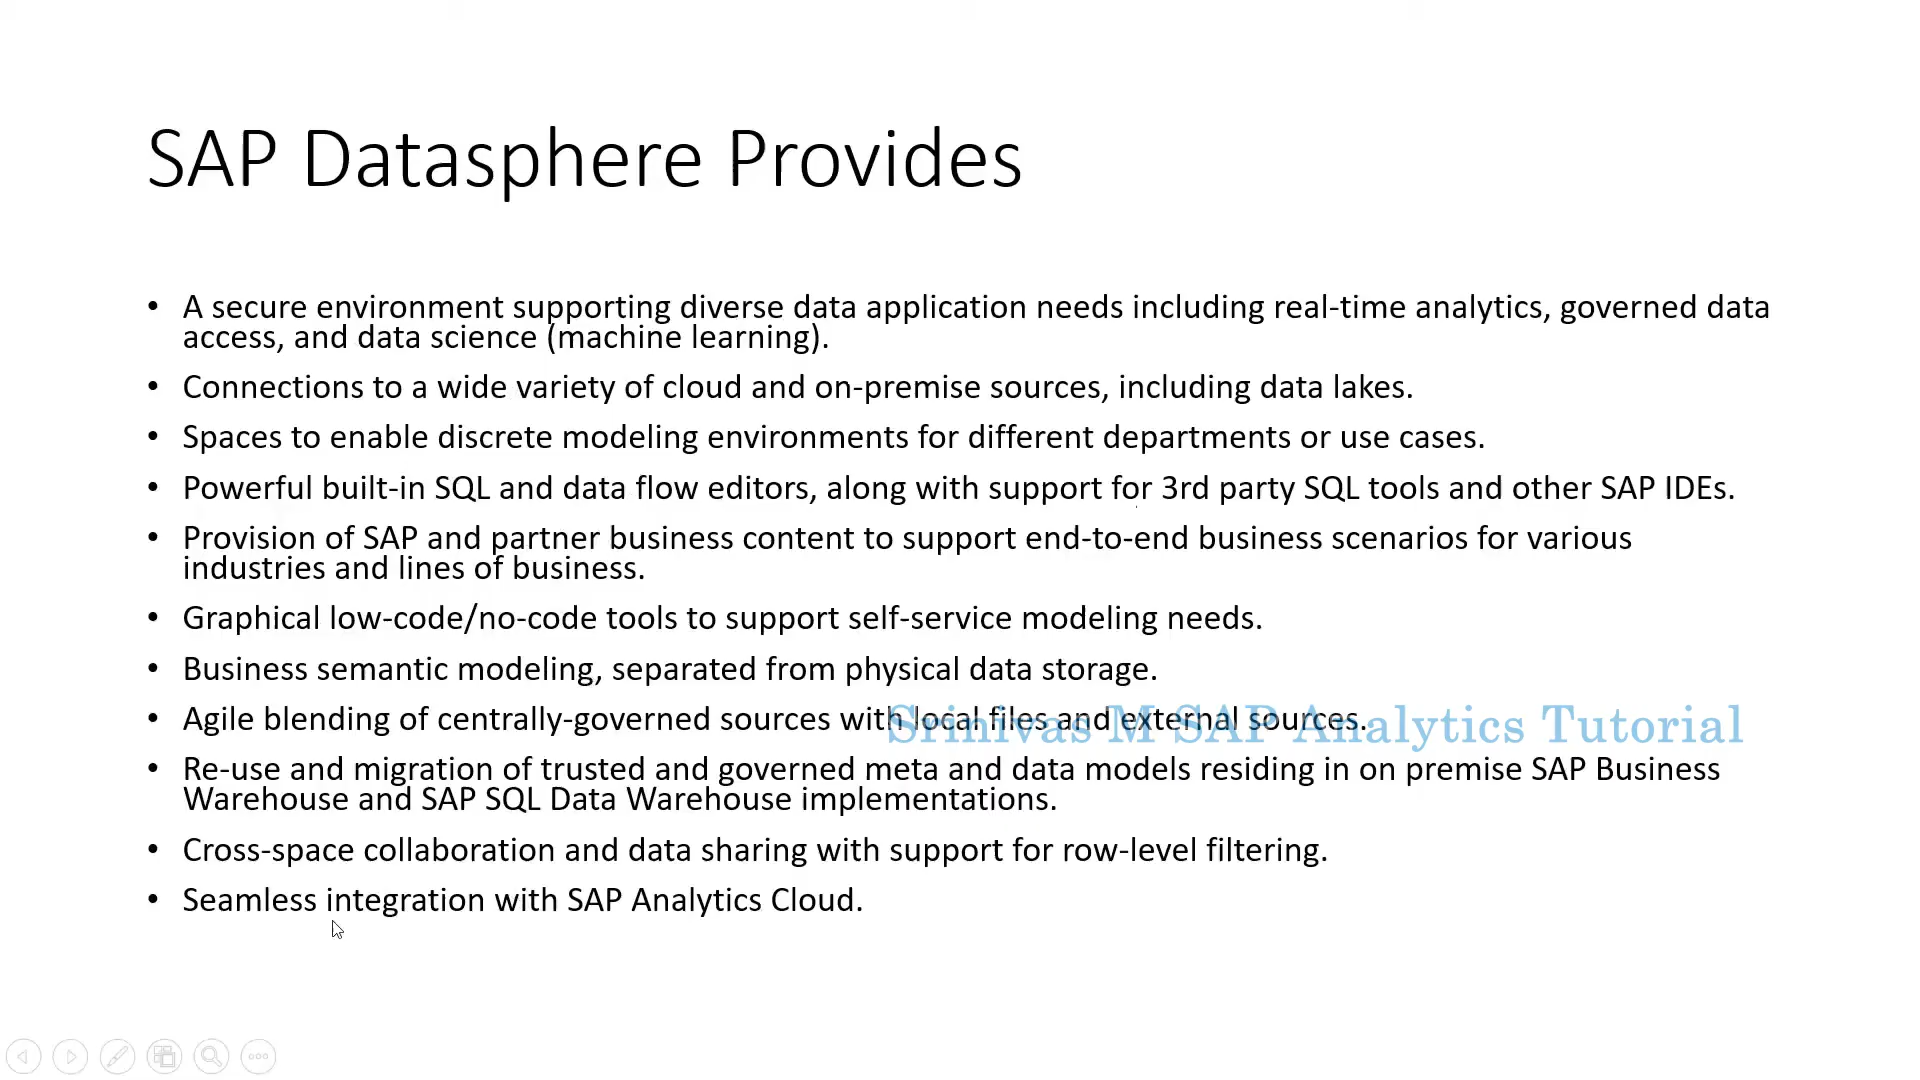 SAP Datasphere Provides
• A secure environment supporting diverse data application needs including real-time analytics, governed data
access, and data science (machine learning).
• Connections to a wide variety of cloud and on-premise sources, including data lakes.
• Spaces to enable discrete modeling environments for different departments or use cases.
• Powerful built-in SQL and data flow editors, along with support for 3rd party SQL tools and other SAP IDEs.
• Provision of SAP and partner business content to support end-to-end business scenarios for various
industries and lines of business.
• Graphical low-code/no-code tools to support self-service modeling needs.
• Business semantic modeling, separated from physical data storage.
• Agile blending of centrally-governed sources with local files and external sources.
Srinivas M SAP Analytics Tutorial
• Re-use and migration of trusted and governed meta and data models residing in on premise SAP Business
Warehouse and SAP SQL Data Warehouse implementations.
• Cross-space collaboration and data sharing with support for row-level filtering.
• Seamless integration with SAP Analytics Cloud.